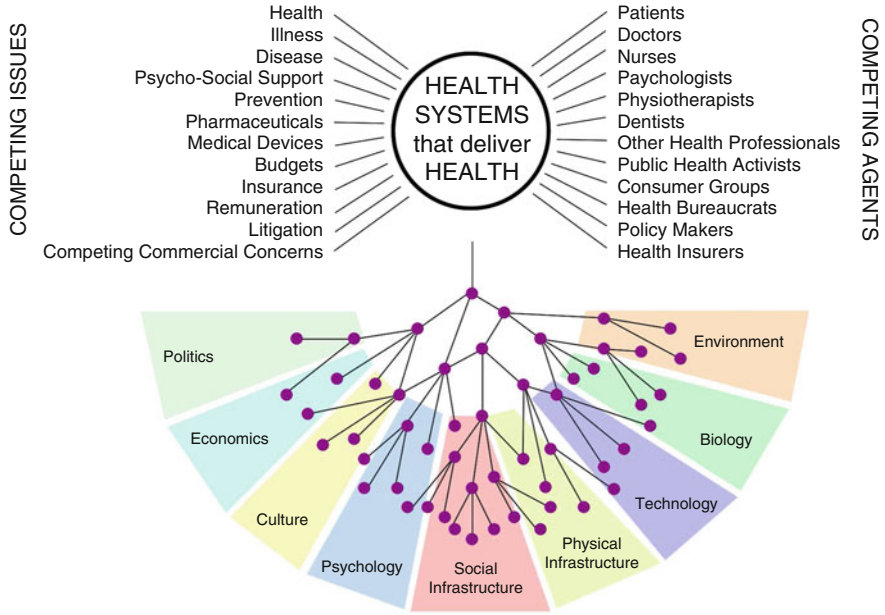 COMPETING ISSUES
Health
Illness
Disease
Psycho-Social Support
Prevention
Pharmaceuticals
Medical Devices
Budgets
Insurance
Remuneration
Litigation
Competing Commercial Concerns
HEALTH
SYSTEMS
that deliver
HEALTH
Patients
Doctors
Nurses
Paychologists
Physiotherapists
Dentists
Other Health Professionals
Public Health Activists
Consumer Groups
Health Bureaucrats
Policy Makers
Health Insurers
COMPETING AGENTS
Politics
Economics
Culture
Psychology
Social
Infrastructure
Physical
Infrastructure
Technology
Biology
Environment